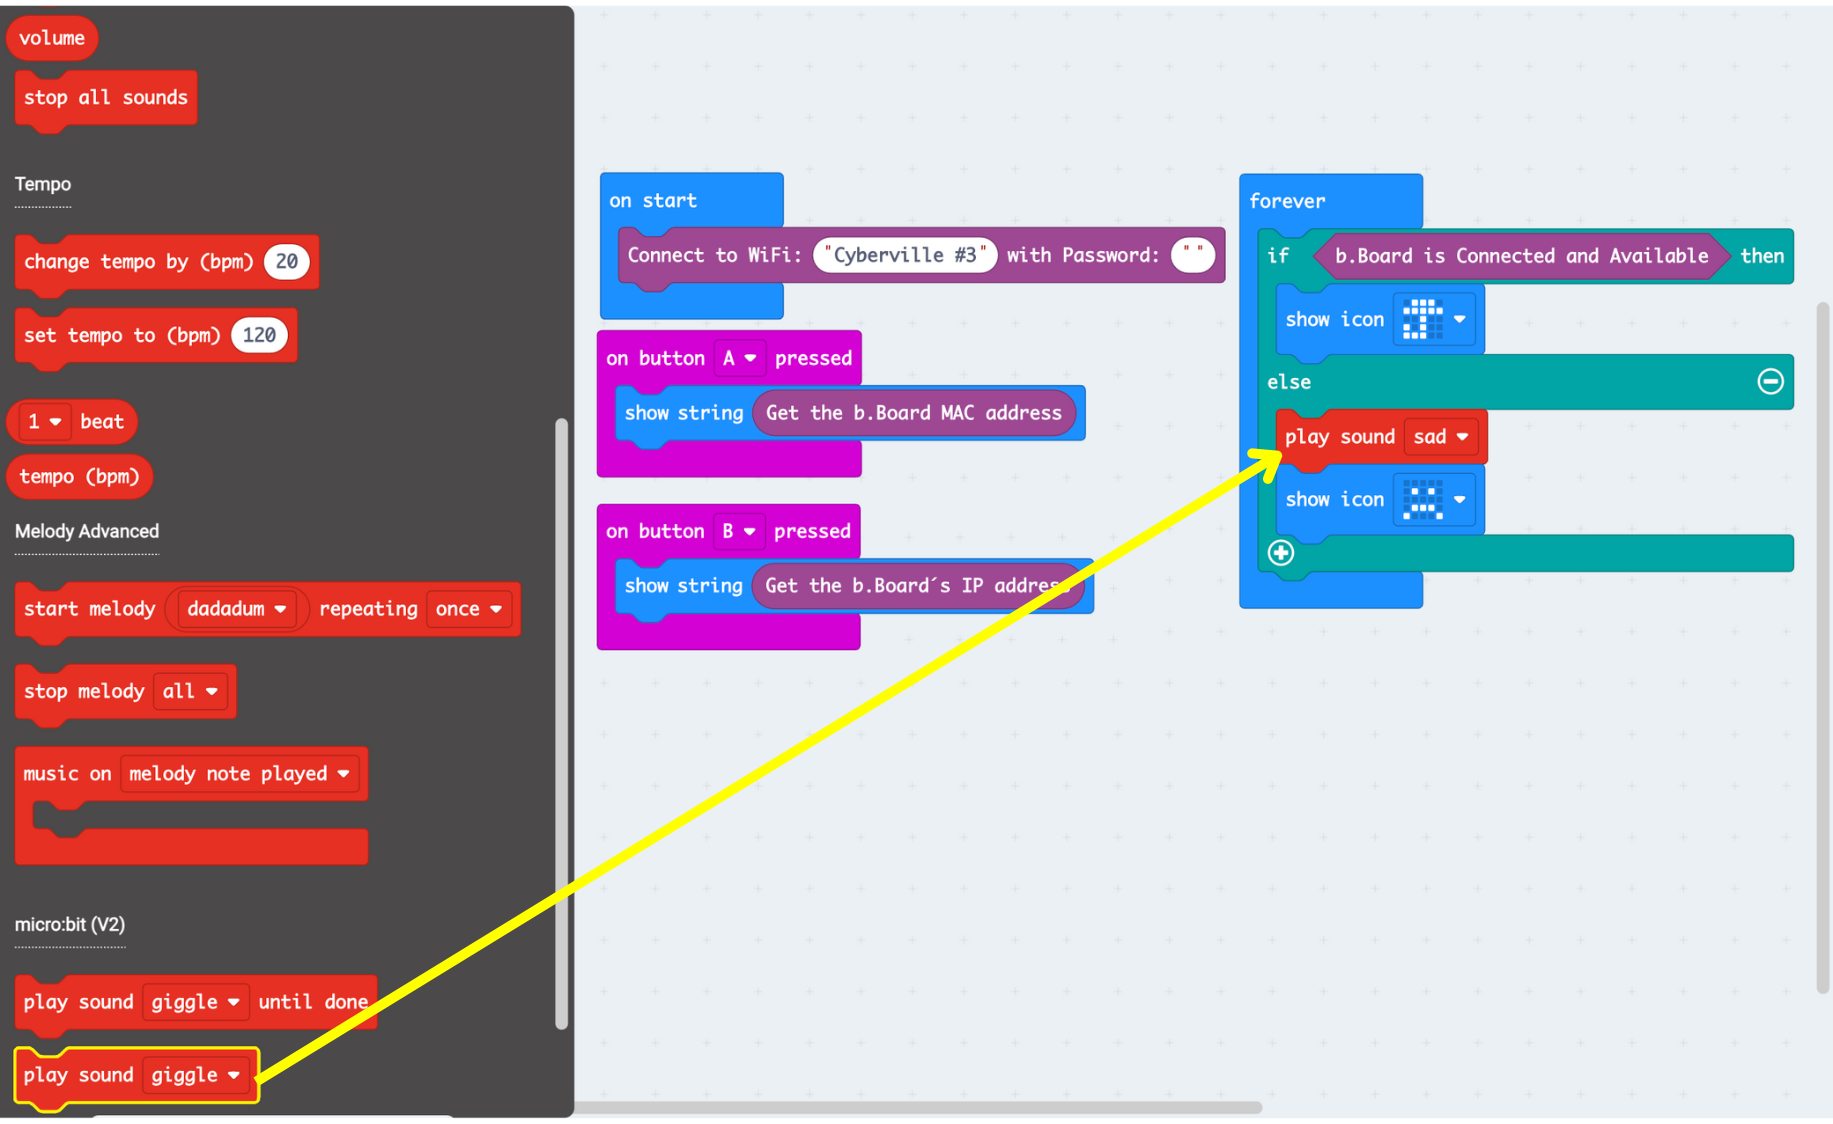 volume
stop all sounds
Tempo
change tempo by (bpm) 20
set tempo to (bpm) 120
1 beat
tempo (bpm)
Melody Advanced
start melody dadadum repeating once
stop melody all
music on melody note played
micro:bit (V2)
play sound giggle until done
play sound giggle
on start
Connect to WiFi: "Cyberville #3" with Password: " "
on button A pressed
show string Get the b.Board MAC address
on button B pressed
show string Get the b.Board´s IP address
forever
if b.Board is Connected and Available then
show icon
else
play sound sad
show icon